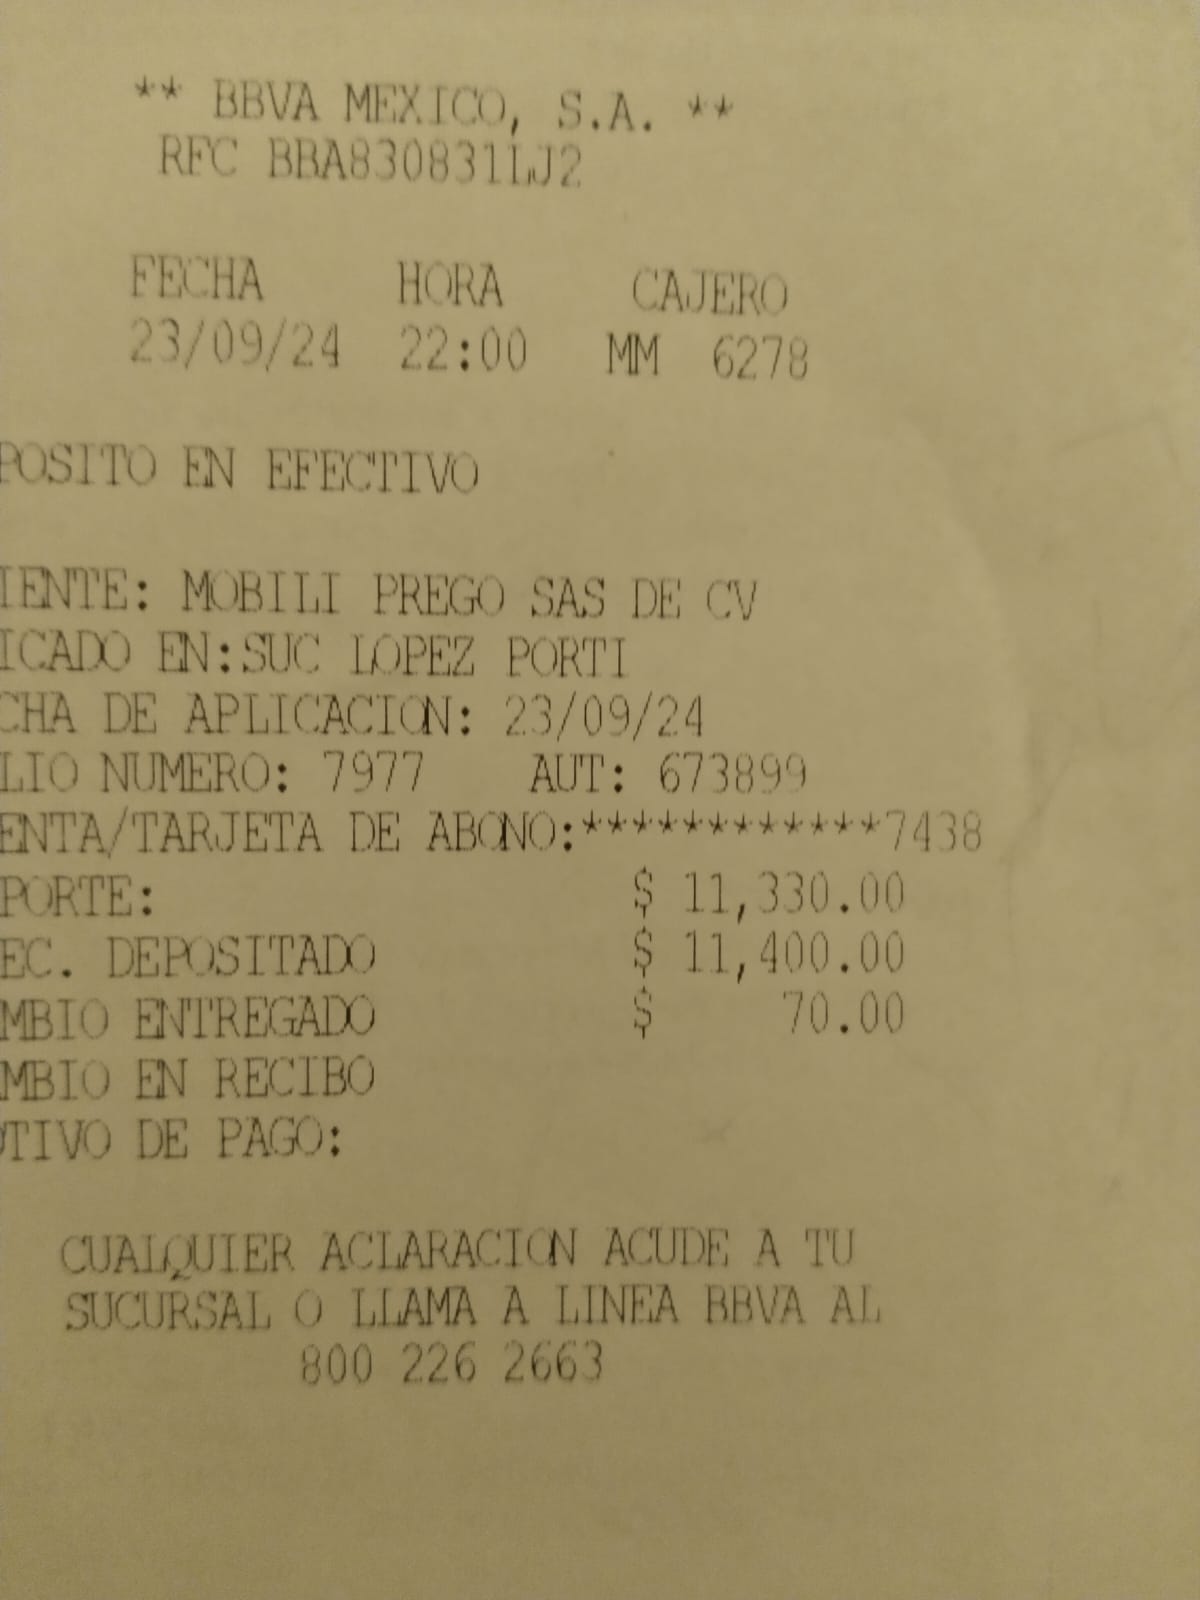 ** BBVA MEXICO, S.A. **
RFC BBA830831LJ2
FECHA HORA CAJERO
23/09/24 22:00 MM 6278
POSITO EN EFECTIVO
IENTE: MOBILI PREGO SAS DE CV
ICADO EN:SUC LOPEZ PORTI
CHA DE APLICACION: 23/09/24
LIO NUMERO: 7977 AUT: 673899
ENTA/TARJETA DE ABONO:************7438
PORTE: $ 11,330.00
EC. DEPOSITADO $ 11,400.00
MBIO ENTREGADO $ 70.00
MBIO EN RECIBO
OTIVO DE PAGO:
CUALQUIER ACLARACION ACUDE A TU
SUCURSAL O LLAMA A LINEA BBVA AL
800 226 2663